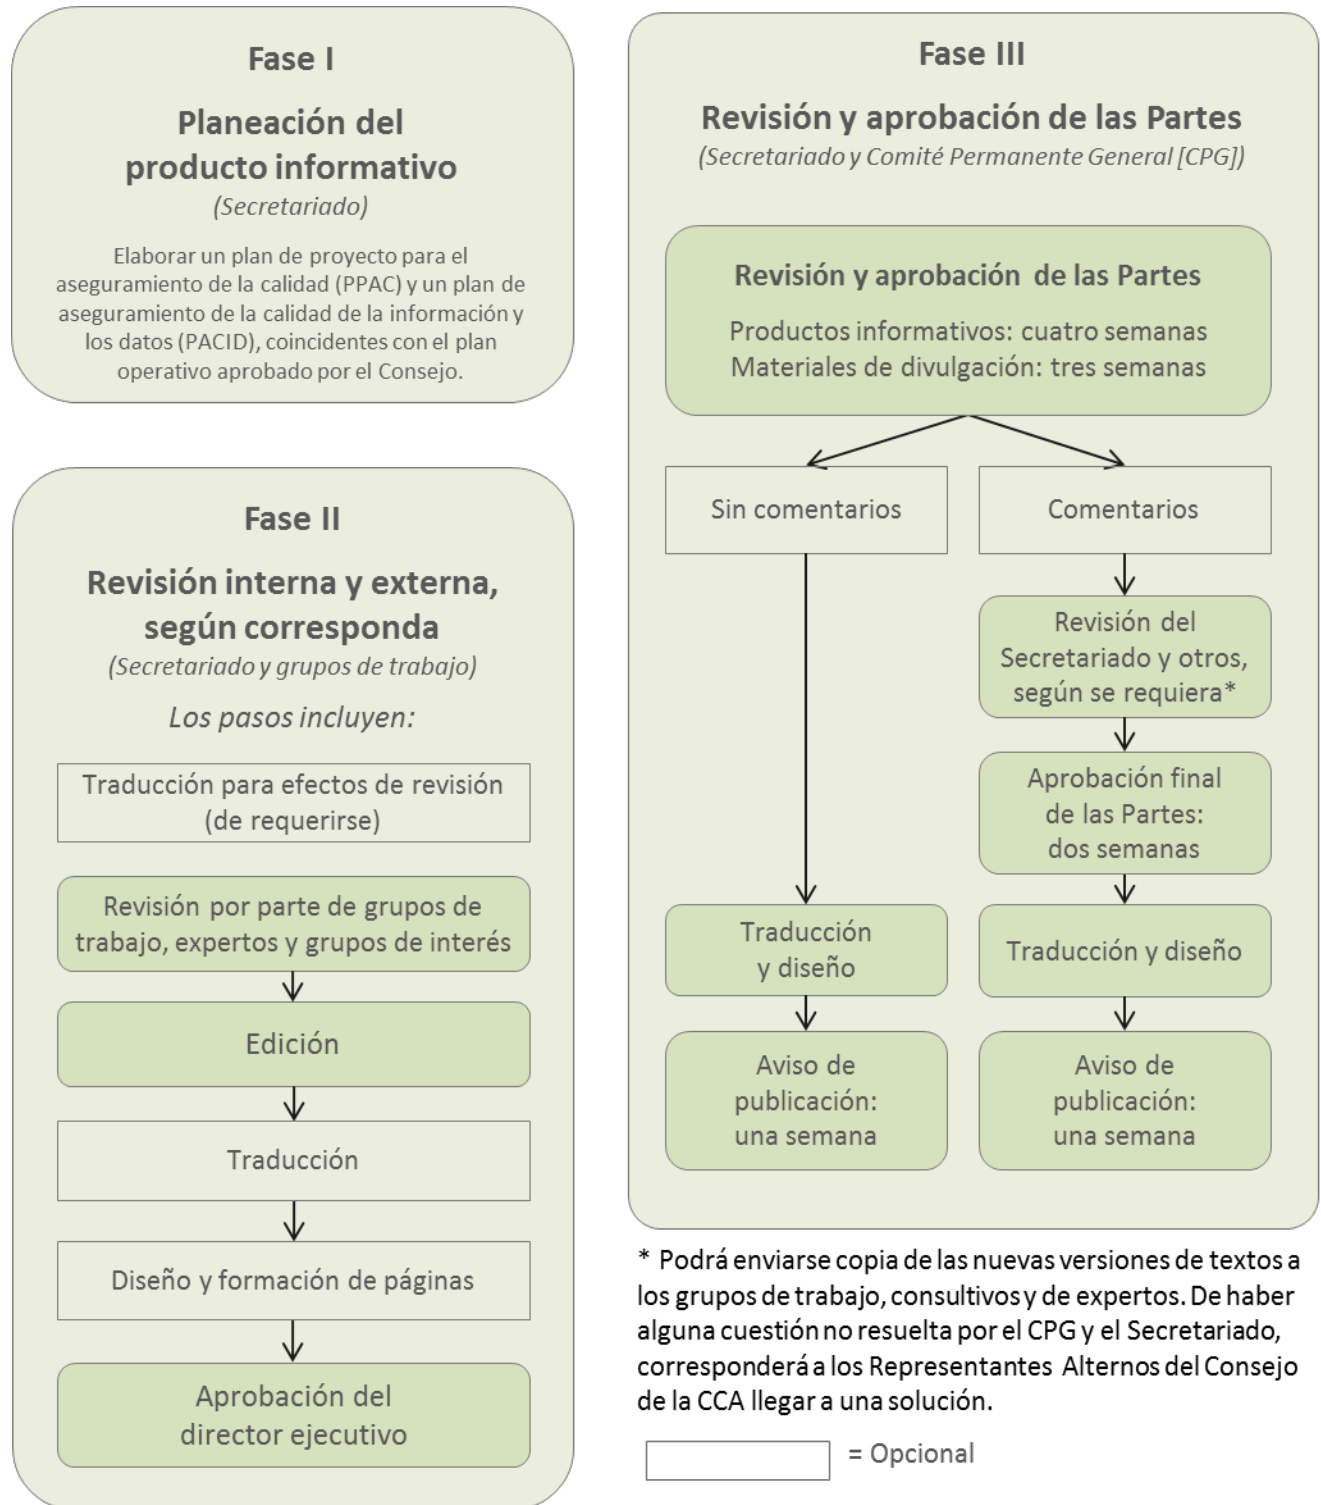 Fase I
Planeación del
producto informativo
(Secretariado)
Elaborar un plan de proyecto para el
aseguramiento de la calidad (PPAC) y un plan de
aseguramiento de la calidad de la información y
los datos (PACID), coincidentes con el plan
operativo aprobado por el Consejo.
Fase II
Revisión interna y externa,
según corresponda
(Secretariado y grupos de trabajo)
Los pasos incluyen:
Traducción para efectos de revisión
(de requerirse)
Revisión por parte de grupos de
trabajo, expertos y grupos de interés
Edición
Traducción
Diseño y formación de páginas
Aprobación del
director ejecutivo
Fase III
Revisión y aprobación de las Partes
(Secretariado y Comité Permanente General [CPG])
Revisión y aprobación de las Partes
Productos informativos: cuatro semanas
Materiales de divulgación: tres semanas
Sin comentarios
Traducción
y diseño
Aviso de
publicación:
una semana
Comentarios
Revisión del
Secretariado y otros,
según se requiera*
Aprobación final
de las Partes:
dos semanas
Traducción y diseño
Aviso de
publicación:
una semana
* Podrá enviarse copia de las nuevas versiones de textos a
los grupos de trabajo, consultivos y de expertos. De haber
alguna cuestión no resuelta por el CPG y el Secretariado,
corresponderá a los Representantes Alternos del Consejo
de la CCA llegar a una solución.
= Opcional